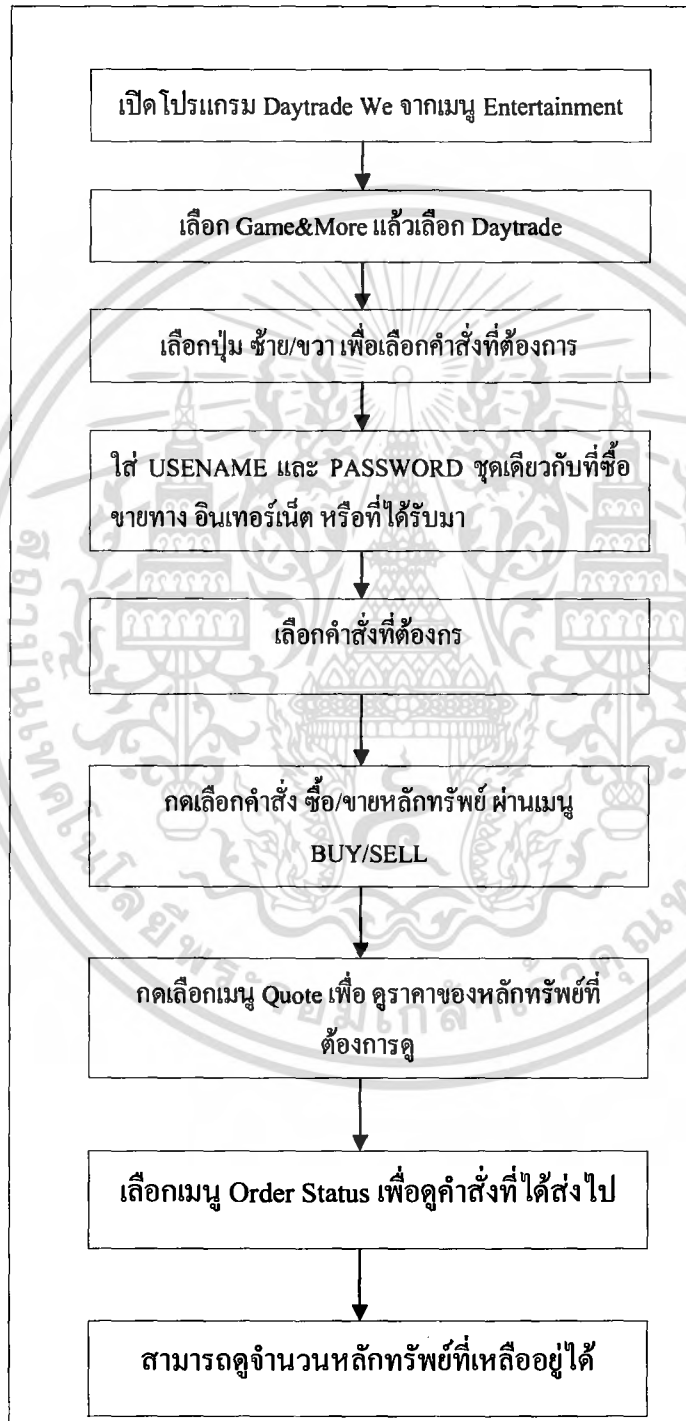 เปิดโปรแกรม Daytrade We จากเมนู Entertainment
เลือก Game&More แล้วเลือก Daytrade
เลือกปุ่ม ซ้าย/ขวา เพื่อเลือกคำสั่งที่ต้องการ
ใส่ USENAME และ PASSWORD ชุดเดียวกับที่ซื้อ
ขายทาง อินเทอร์เน็ต หรือที่ได้รับมา
เลือกคำสั่งที่ต้องกร
กดเลือกคำสั่ง ซื้อ/ขายหลักทรัพย์ ผ่านเมนู
BUY/SELL
กดเลือกเมนู Quote เพื่อ ดูราคาของหลักทรัพย์ที่
ต้องการดู
เลือกเมนู Order Status เพื่อดูคำสั่งที่ได้ส่งไป
สามารถดูจำนวนหลักทรัพย์ที่เหลืออยู่ได้